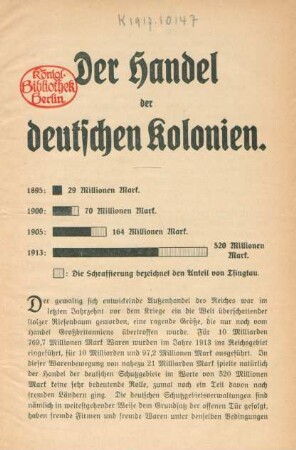 K 1917.10147
Königl.
Bibliothek
Berlin
Der Handel
der
deutschen Kolonien.
1895: 29 Millionen Mark.
1900: 70 Millionen Mark.
1905: 164 Millionen Mark.
1913: 520 Millionen
Mark.
: Die Schraffierung bezeichnet den Anteil von Tsingtau.
Der gewaltig sich entwickelnde Außenhandel des Reiches war im
letzten Jahrzehnt vor dem Kriege ein die Welt überschattender
stolzer Riesenbaum geworden, eine ragende Größe, die nur noch vom
Handel Großbritanniens übertroffen wurde. Für 10 Milliarden
769,7 Millionen Mark Waren wurden im Jahre 1913 ins Reichsgebiet
eingeführt, für 10 Milliarden und 97,2 Millionen Mark ausgeführt. In
dieser Warenbewegung von nahezu 21 Milliarden Mark spielte natürlich
der Handel der deutschen Schutzgebiete im Werte von 520 Millionen
Mark keine sehr bedeutende Rolle, zumal noch ein Teil davon nach
fremden Ländern ging. Die deutschen Schutzgebietsverwaltungen sind
nämlich in weitestgehender Weise dem Grundsatz der offenen Tür gefolgt,
haben fremde Firmen und fremde Waren unter denselben Bedingungen